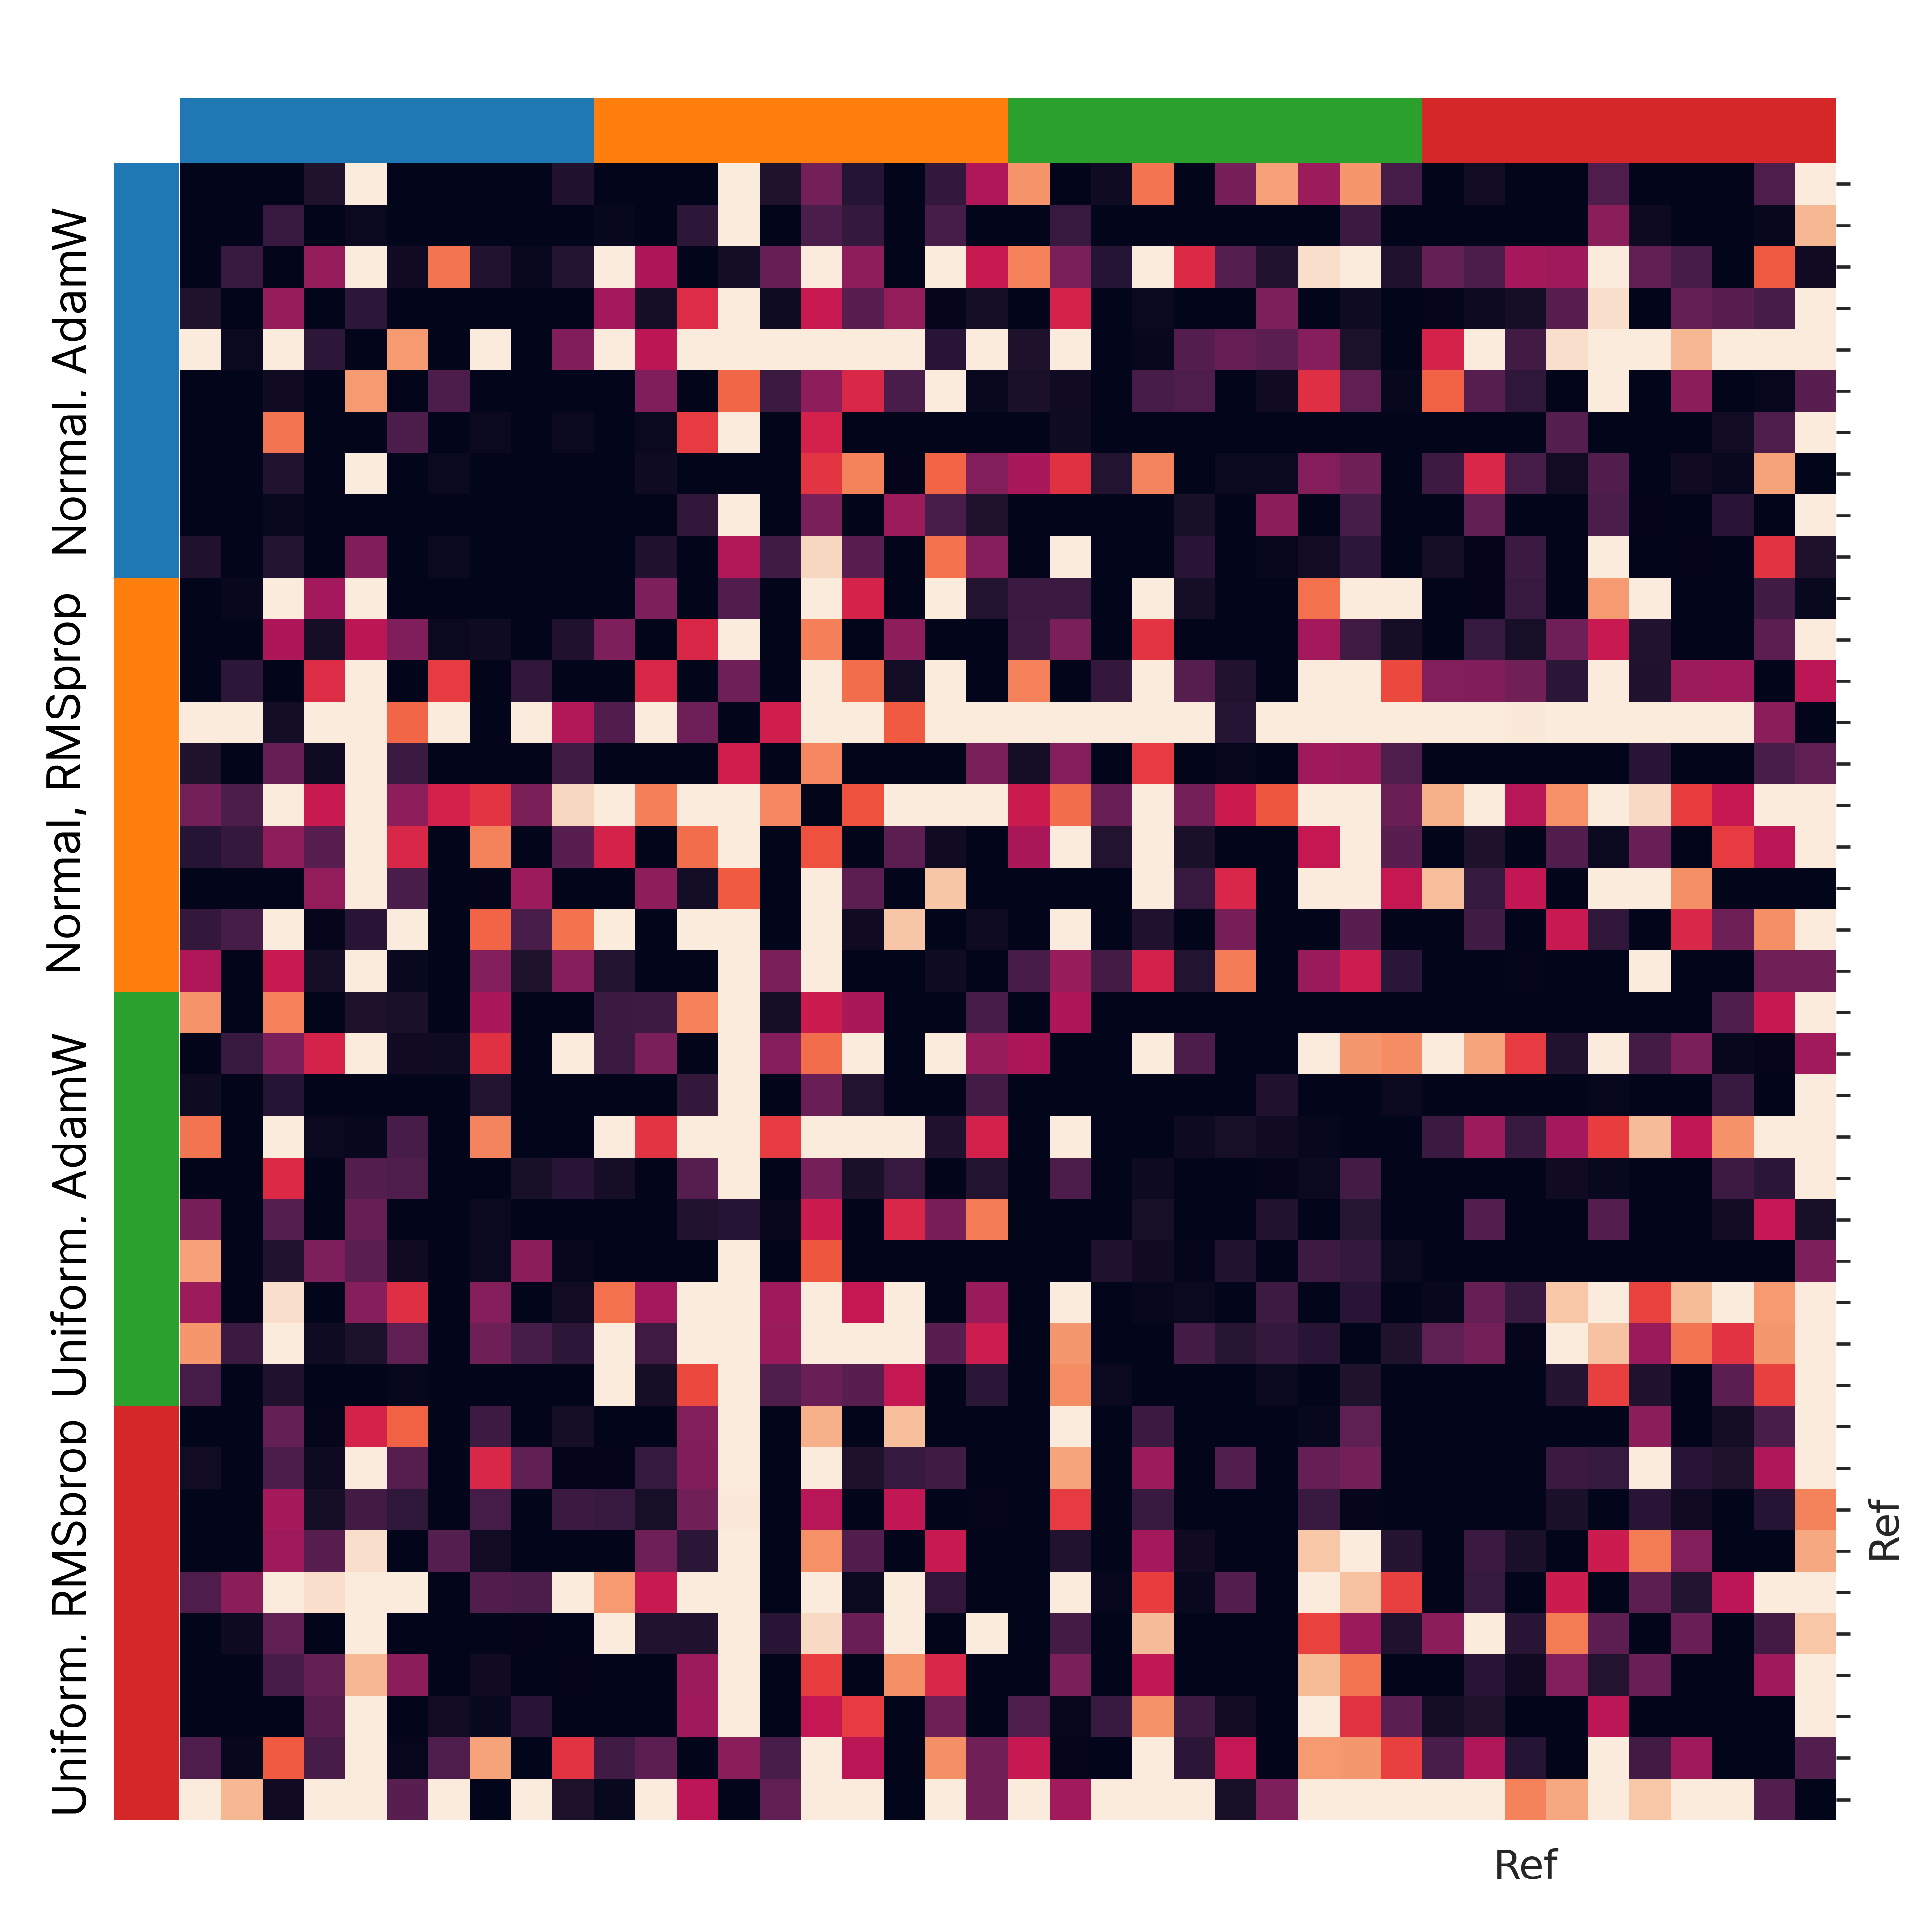 Normal. AdamW
Normal, RMSprop
Uniform. AdamW
Uniform. RMSprop
Ref
Ref